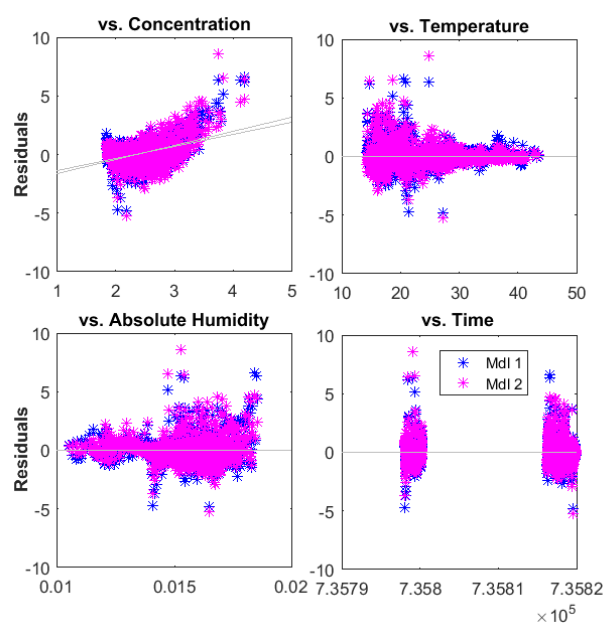 vs. Concentration
vs. Temperature
Residuals
10
5
0
-5
-10
1 2 3 4 5
10
5
0
-5
-10
10 20 30 40 50
vs. Absolute Humidity
vs. Time
Residuals
10
5
0
-5
-10
0.01 0.015 0.02
10
5
0
-5
-10
Mdl 1
Mdl 2
7.3579 7.358 7.3581 7.3582
×10⁵